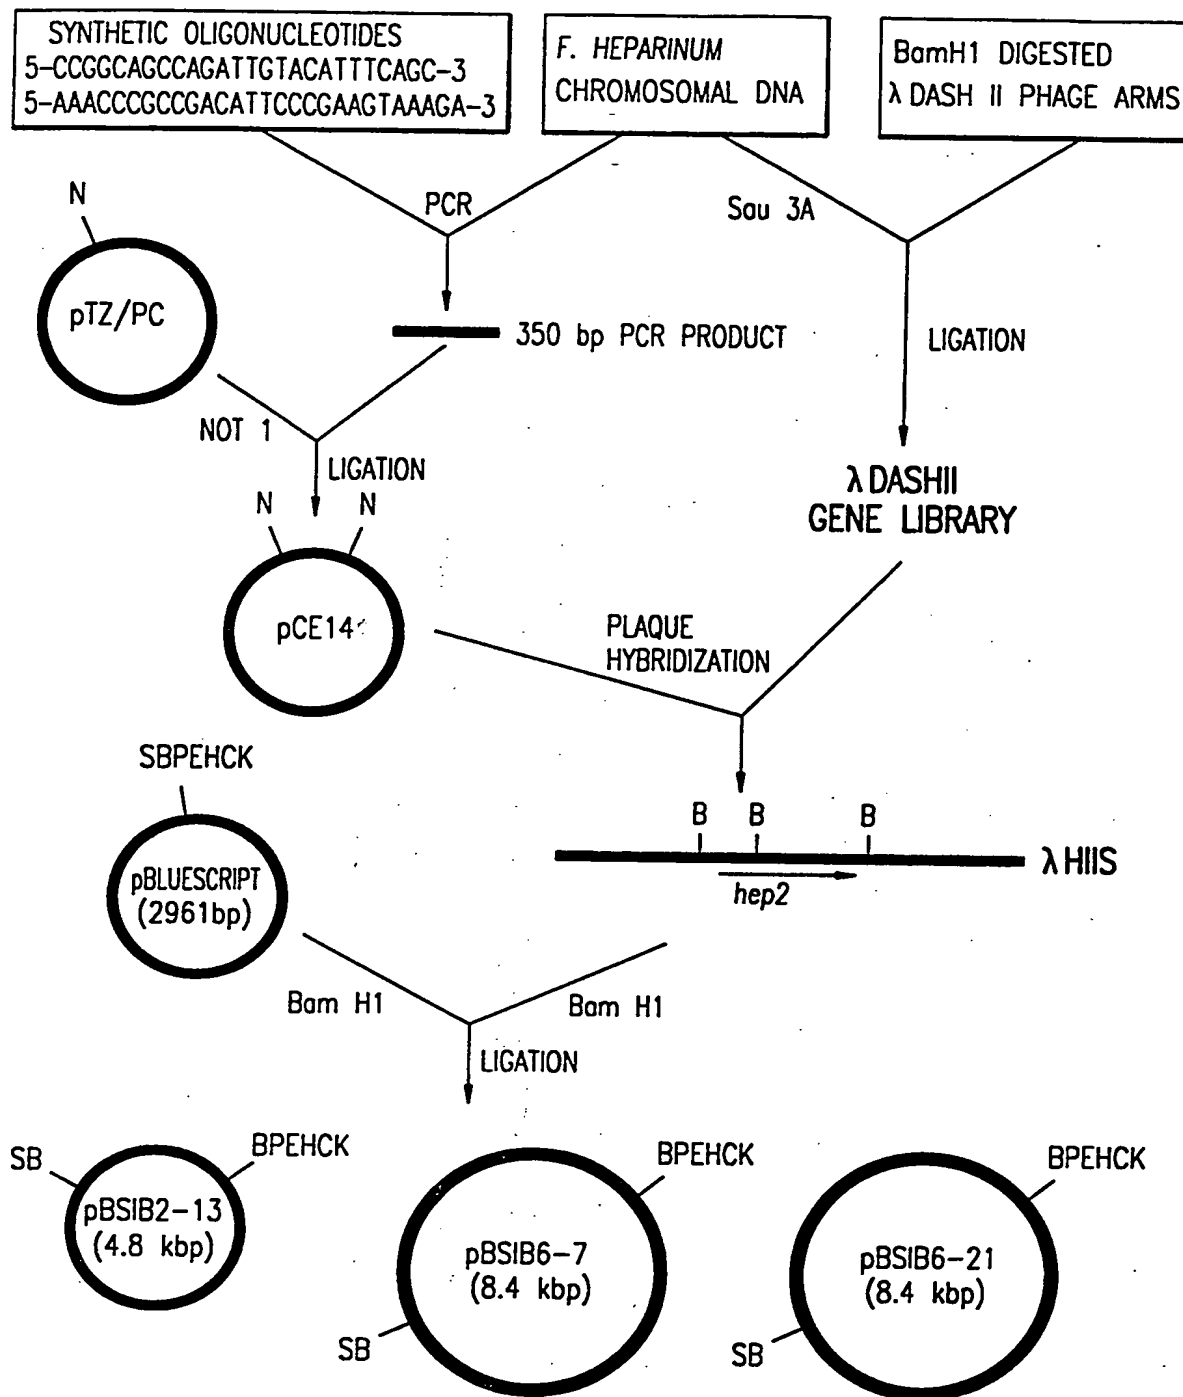 SYNTHETIC OLIGONUCLEOTIDES
5-CCGGCAGCCAGATTGTACATTTCAGC-3
5-AAACCCGCCGACATTCCCGAAGTAAAGA-3
F. HEPARINUM
CHROMOSOMAL DNA
BamH1 DIGESTED
λ DASH II PHAGE ARMS
N
PCR
Sau 3A
pTZ/PC
350 bp PCR PRODUCT
LIGATION
NOT 1
LIGATION
N
N
λ DASHII
GENE LIBRARY
pCE14
PLAQUE
HYBRIDIZATION
SBPEHCK
B
B
B
pBLUESCRIPT
(2961bp)
λ HIIS
hep2
Bam H1
Bam H1
LIGATION
SB
BPEHCK
pBSIB2-13
(4.8 kbp)
BPEHCK
pBSIB6-7
(8.4 kbp)
SB
BPEHCK
pBSIB6-21
(8.4 kbp)
SB